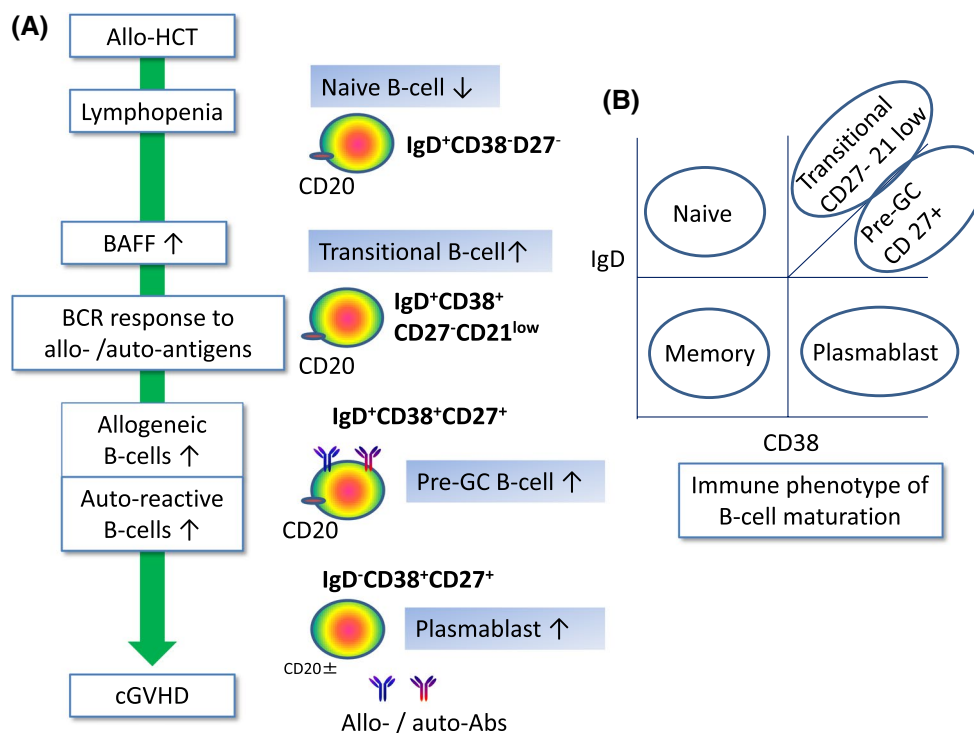 (A)
Allo-HCT
Lymphopenia
BAFF ↑
BCR response to
allo- /auto-antigens
Allogeneic
B-cells ↑
Auto-reactive
B-cells ↑
cGVHD
Naive B-cell ↓
IgD⁺CD38⁻D27⁻
CD20
Transitional B-cell↑
IgD⁺CD38⁺
CD27⁻CD21ˡᵒʷ
CD20
IgD⁺CD38⁺CD27⁺
Pre-GC B-cell ↑
CD20
IgD⁻CD38⁺CD27⁺
Plasmablast ↑
CD20±
Allo- / auto-Abs
(B)
Transitional
CD27- 21 low
Pre-GC
CD 27+
Naive
IgD
Memory
Plasmablast
CD38
Immune phenotype of
B-cell maturation